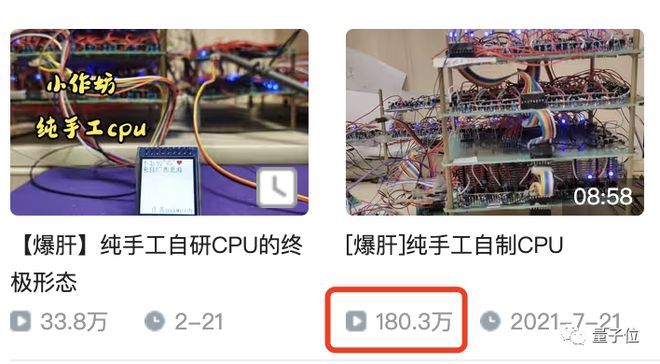 小作坊
纯手工cpu
来自广西北海
08:58
【爆肝】纯手工自研CPU的终
极形态
[爆肝]纯手工自制CPU
33.8万
2-21
180.3万
2021-7-21
量子位